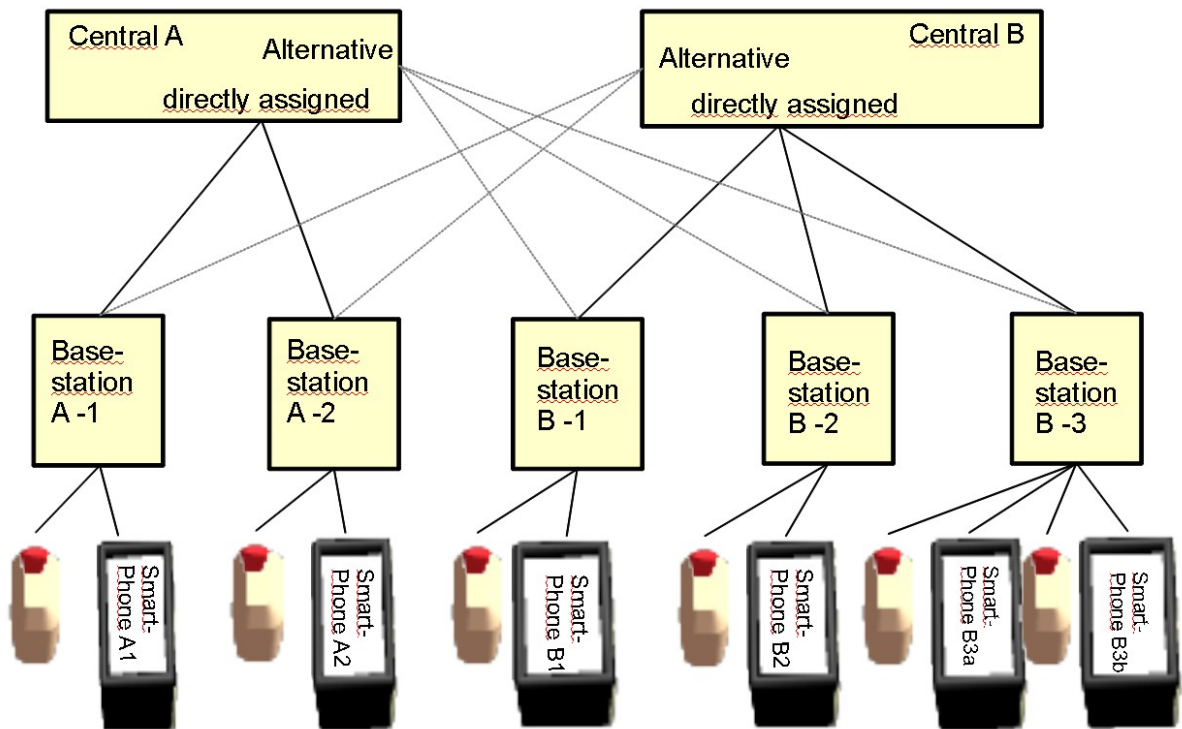 Central A
Alternative
directly assigned
Central B
Alternative
directly assigned
Base-
station
A -1
Base-
station
A -2
Base-
station
B -1
Base-
station
B -2
Base-
station
B -3
Smart-
Phone A1
Smart-
Phone A2
Smart-
Phone B1
Smart-
Phone B2
Smart-
Phone B3a
Smart-
Phone B3b